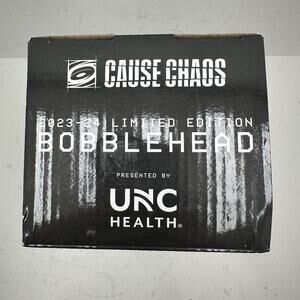 CAUSE CHAOS
2023-24 LIMITED EDITION
BOBBLEHEAD
PRESENTED BY
UNC
HEALTH®